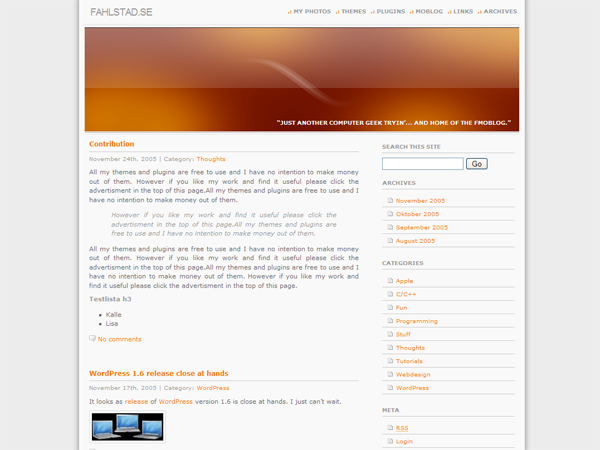 FAHLSTAD.SE
MY PHOTOS THEMES PLUGINS MOBLOG LINKS ARCHIVES
"JUST ANOTHER COMPUTER GEEK TRYIN'... AND HOME OF THE FMOBLOG."
Contribution
November 24th, 2005 | Category: Thoughts
All my themes and plugins are free to use and I have no intention to make money
out of them. However if you like my work and find it useful please click the
advertisment in the top of this page.All my themes and plugins are free to use and I
have no intention to make money out of them.
However if you like my work and find it useful please click the
advertisment in the top of this page.All my themes and plugins are
free to use and I have no intention to make money out of them.
All my themes and plugins are free to use and I have no intention to make money
out of them. However if you like my work and find it useful please click the
advertisment in the top of this page.All my themes and plugins are free to use and I
have no intention to make money out of them. However if you like my work and
find it useful please click the advertisement in the top of this page.
Testlista h3
Kalle
Lisa
No comments
WordPress 1.6 release close at hands
November 17th, 2005 | Category: WordPress
It looks as release of WordPress version 1.6 is close at hands. I just can't wait.
SEARCH THIS SITE
Go
ARCHIVES
November 2005
Oktober 2005
September 2005
August 2005
CATEGORIES
Apple
C/C++
Fun
Programming
Stuff
Thoughts
Tutorials
Webdesign
WordPress
META
RSS
Login